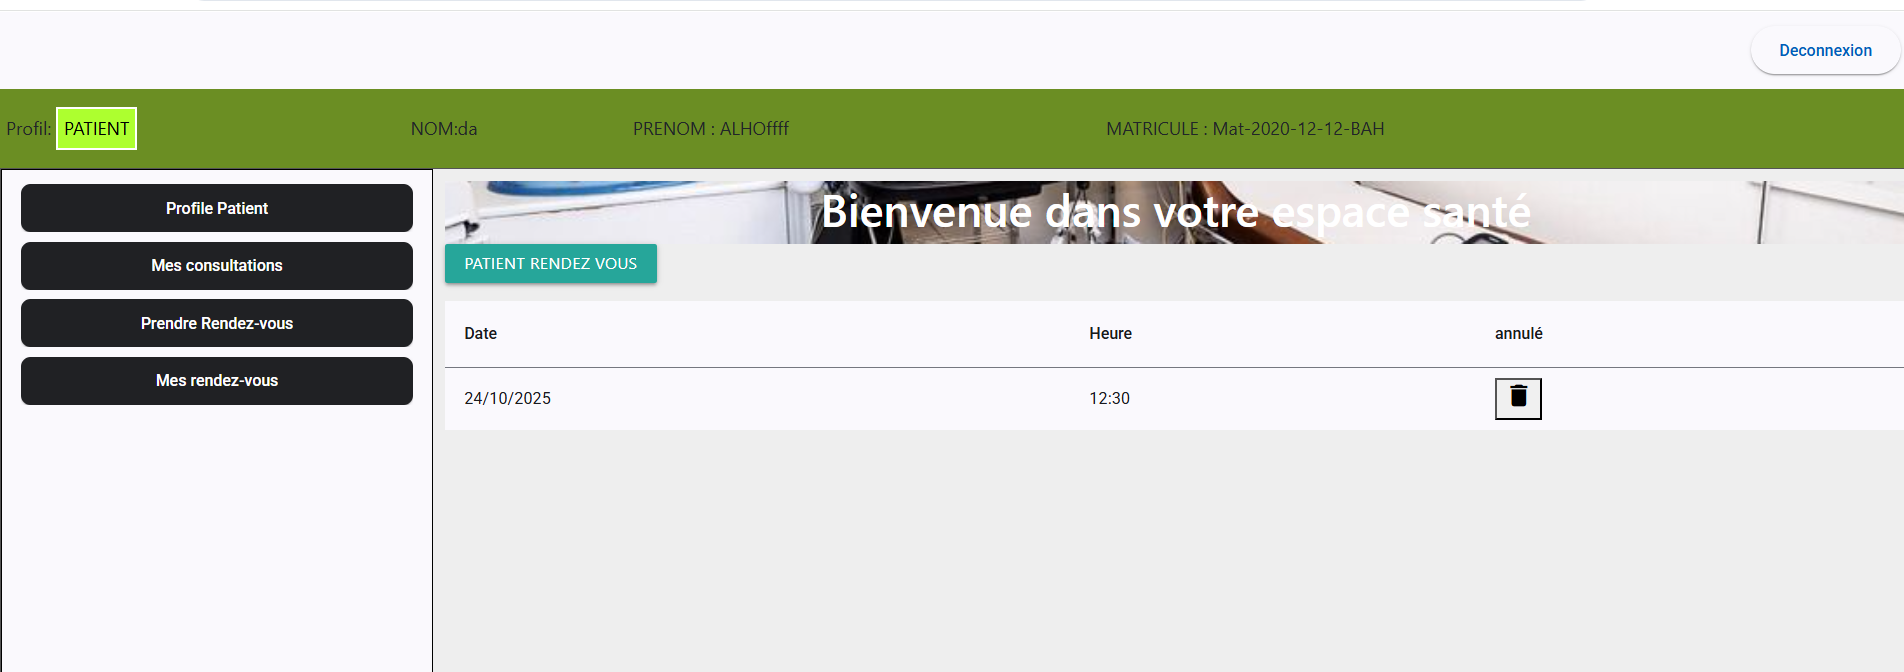 Deconnexion
Profil: PATIENT NOM:da PRENOM : ALHOffff MATRICULE : Mat-2020-12-12-BAH
Profile Patient
Mes consultations
Prendre Rendez-vous
Mes rendez-vous
Bienvenue dans votre espace santé
PATIENT RENDEZ VOUS
Date Heure annulé
24/10/2025 12:30